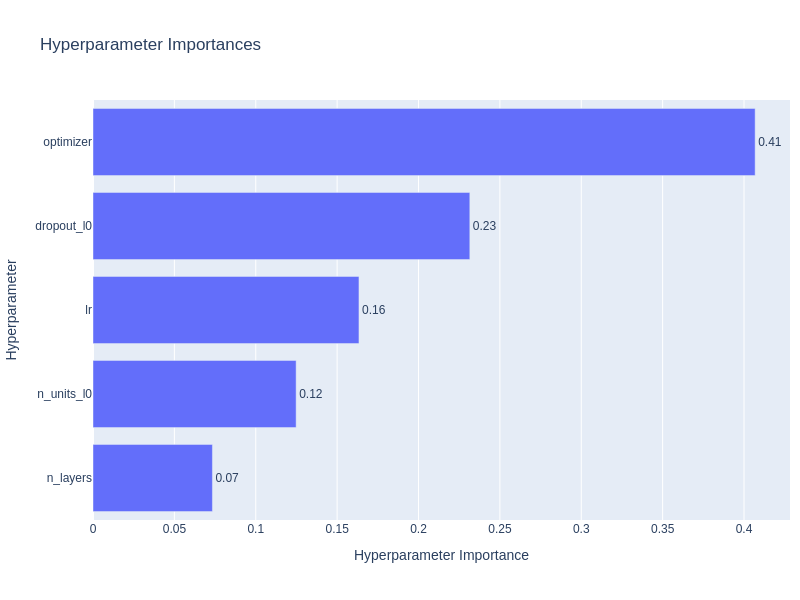 Hyperparameter Importances
Hyperparameter
optimizer
0.41
dropout_l0
0.23
lr
0.16
n_units_l0
0.12
n_layers
0.07
0 0.05 0.1 0.15 0.2 0.25 0.3 0.35 0.4
Hyperparameter Importance